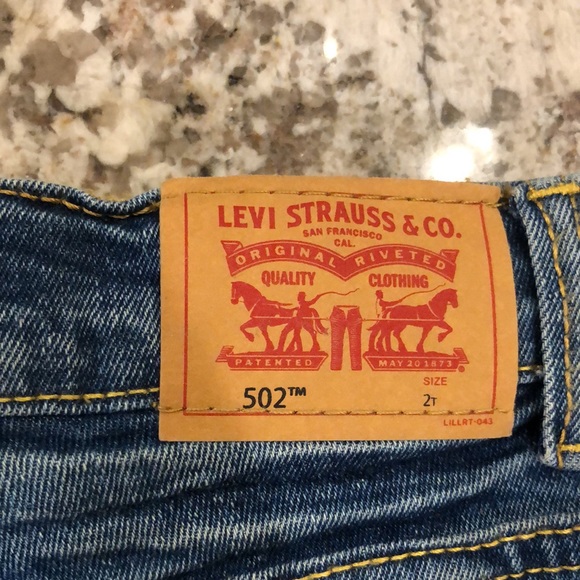 LEVI STRAUSS & CO.
SAN FRANCISCO
CAL.
ORIGINAL RIVETED
QUALITY CLOTHING
PATENTED MAY 20 1873
SIZE
502™ 2T
LILLRT-043